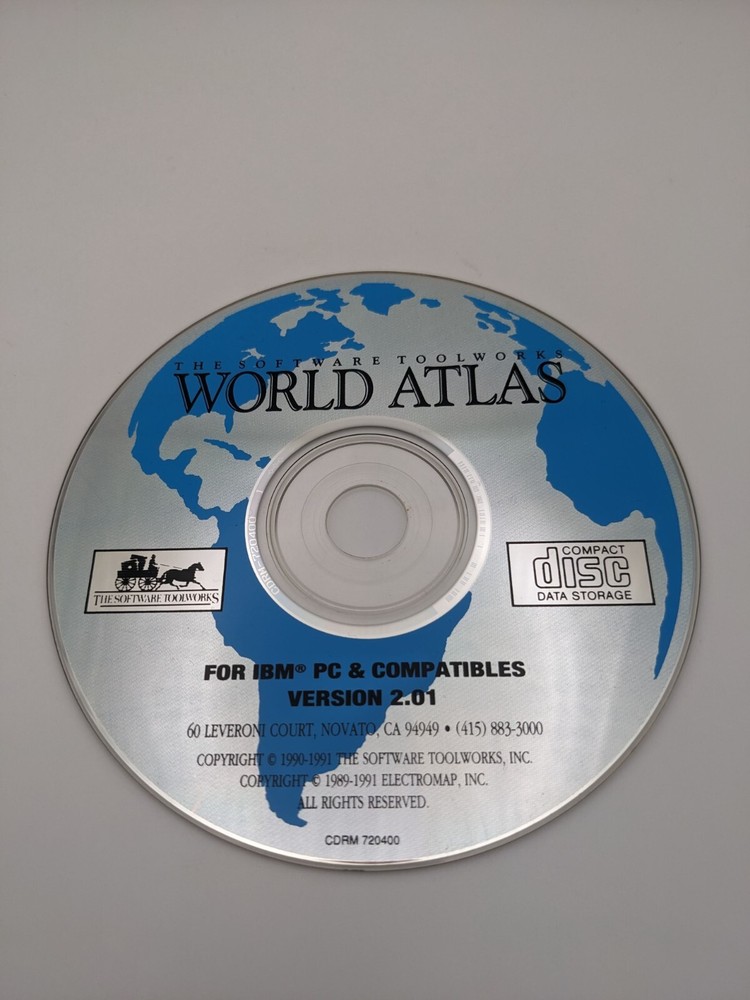 THE SOFTWARE TOOLWORKS
WORLD ATLAS
THE SOFTWARE TOOLWORKS
COMPACT
disc
DATA STORAGE
CDRM-720400
FOR IBM® PC & COMPATIBLES
VERSION 2.01
60 LEVERONI COURT, NOVATO, CA 94949 • (415) 883-3000
COPYRIGHT © 1990-1991 THE SOFTWARE TOOLWORKS, INC.
COPYRIGHT © 1989-1991 ELECTROMAP, INC.
ALL RIGHTS RESERVED.
CDRM 720400